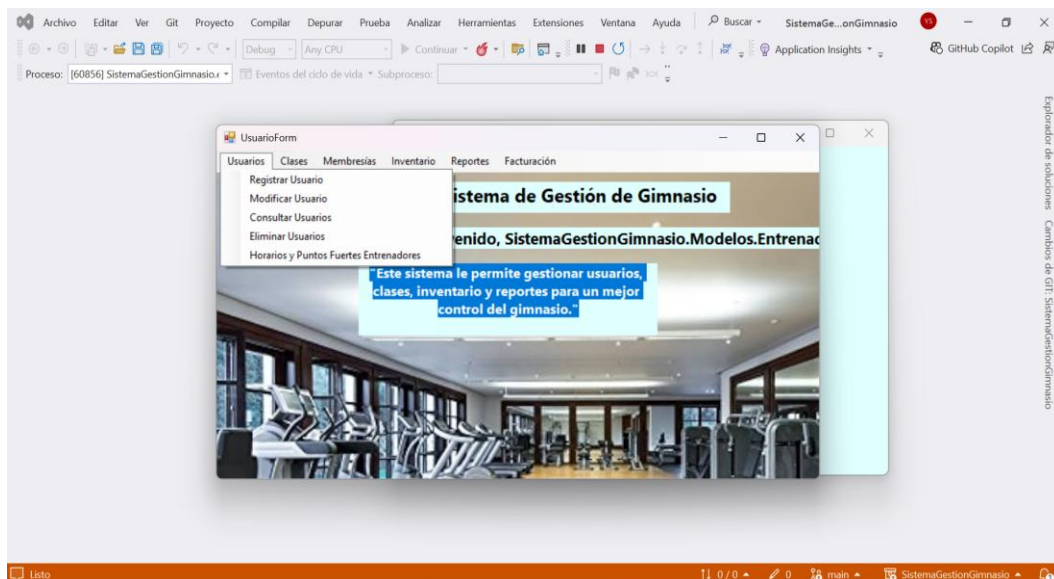 Archivo Editar Ver Git Proyecto Compilar Depurar Prueba Analizar Herramientas Extensiones Ventana Ayuda Buscar SistemaGe...onGimnasio YS
Debug Any CPU Continuar Application Insights GitHub Copilot
Proceso: [60856] SistemaGestionGimnasio.e Eventos del ciclo de vida Subproceso:
UsuarioForm
Usuarios Clases Membresías Inventario Reportes Facturación
Registrar Usuario
Modificar Usuario
Consultar Usuarios
Eliminar Usuarios
Horarios y Puntos Fuertes Entrenadores
istema de Gestión de Gimnasio
enido, SistemaGestionGimnasio.Modelos.Entrenad
"Este sistema le permite gestionar usuarios,
clases, inventario y reportes para un mejor
control del gimnasio."
Explorador de soluciones
Cambios de GIT: SistemaGestionGimnasio
Listo 0 / 0 0 main SistemaGestionGimnasio